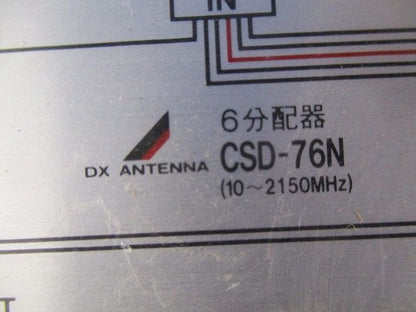 IN
6分配器
DX ANTENNA CSD-76N
(10～2150MHz)